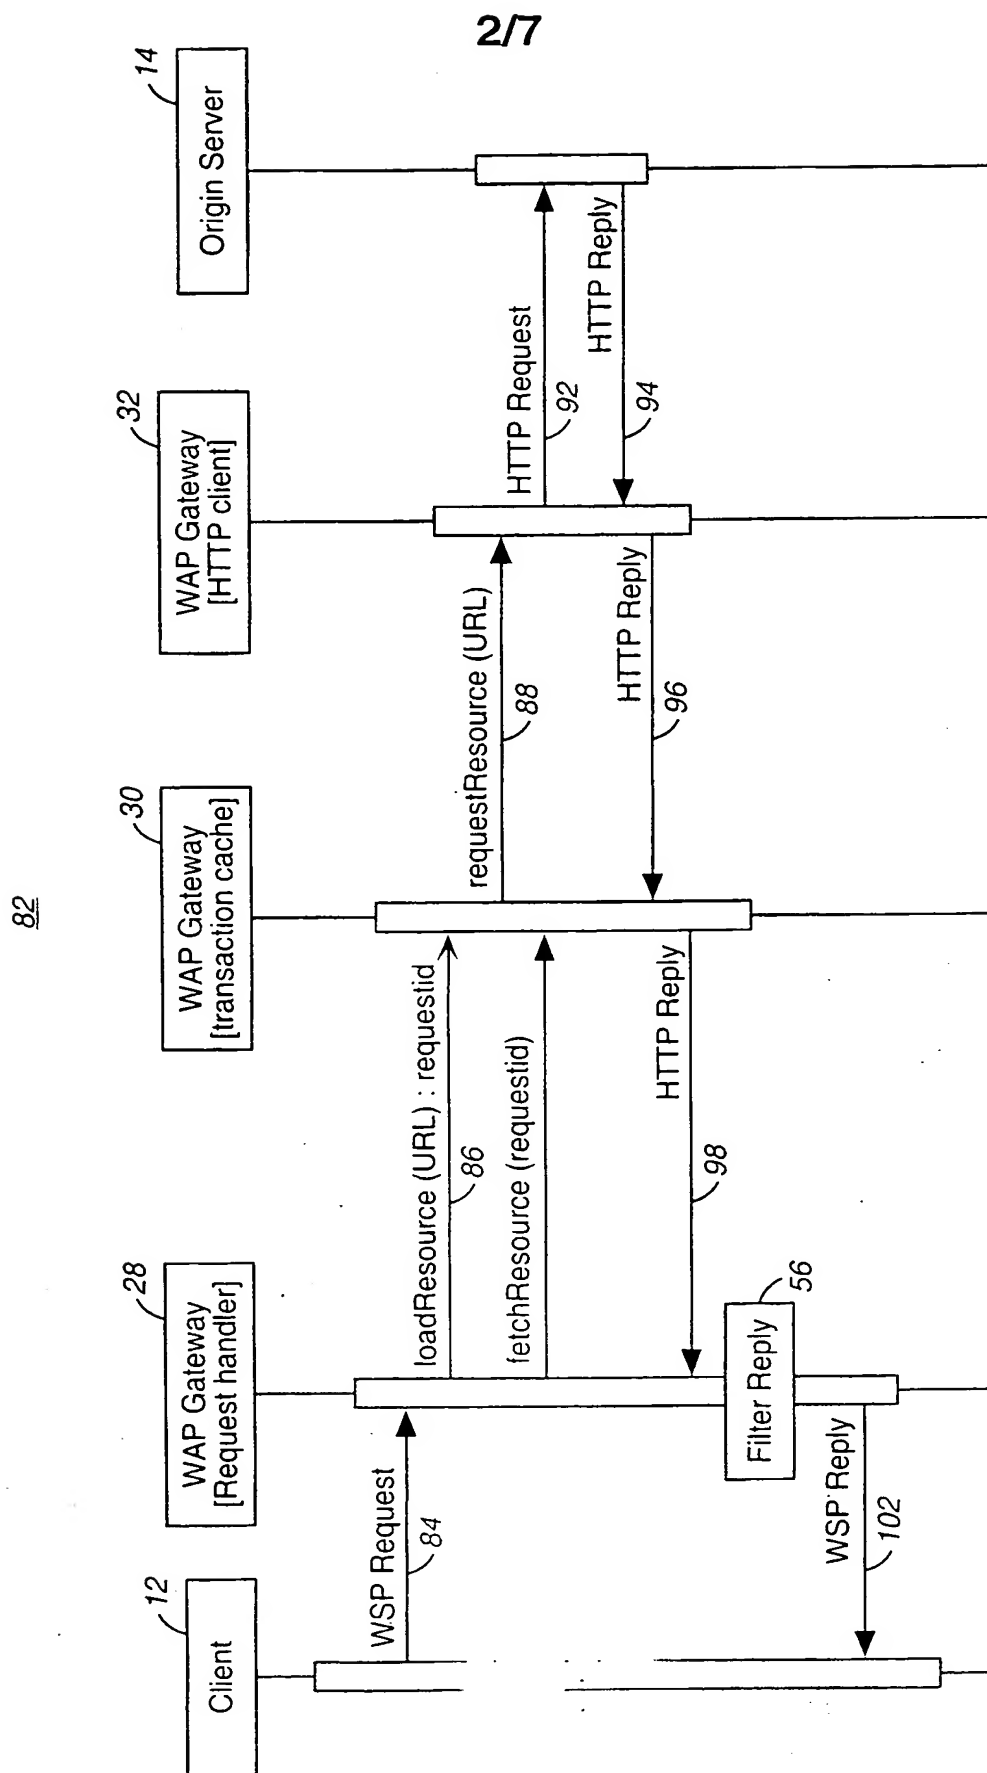 2/7
82
Client
12
WAP Gateway
[Request handler]
28
WAP Gateway
[transaction cache]
30
WAP Gateway
[HTTP client]
32
Origin Server
14
WSP Request
84
loadResource (URL) : requestid
86
requestResource (URL)
88
fetchResource (requestid)
HTTP Request
92
HTTP Reply
94
HTTP Reply
96
HTTP Reply
98
Filter Reply
56
WSP Reply
102